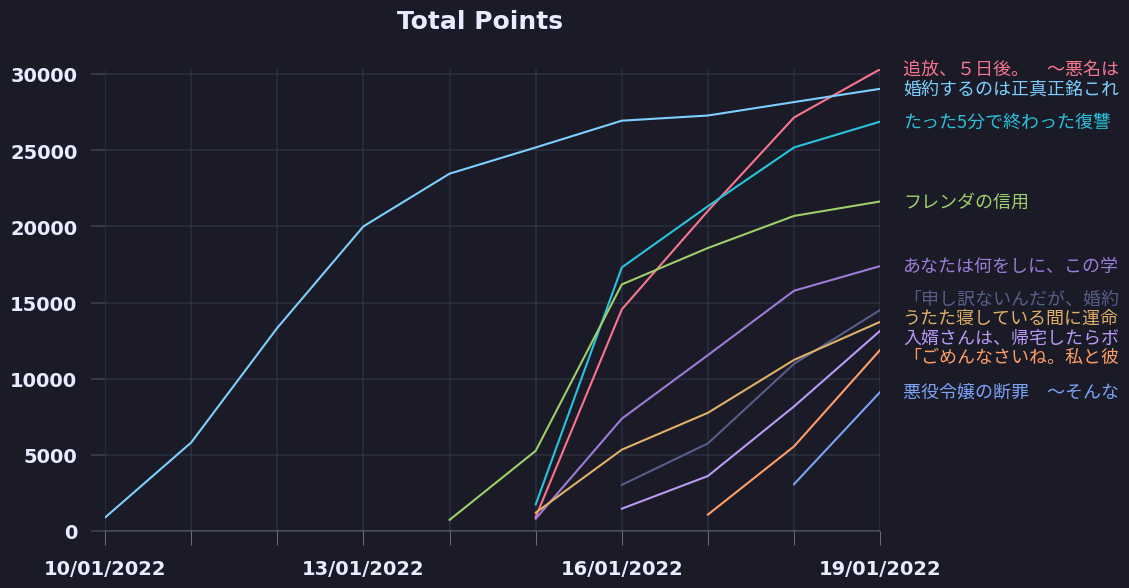 Total Points
30000
25000
20000
15000
10000
5000
0
10/01/2022
13/01/2022
16/01/2022
19/01/2022
追放、５日後。　～悪名は
婚約するのは正真正銘これ
たった5分で終わった復讐
フレンダの信用
あなたは何をしに、この学
「申し訳ないんだが、婚約
うたた寝している間に運命
入婿さんは、帰宅したらボ
「ごめんなさいね。私と彼
悪役令嬢の断罪　～そんな